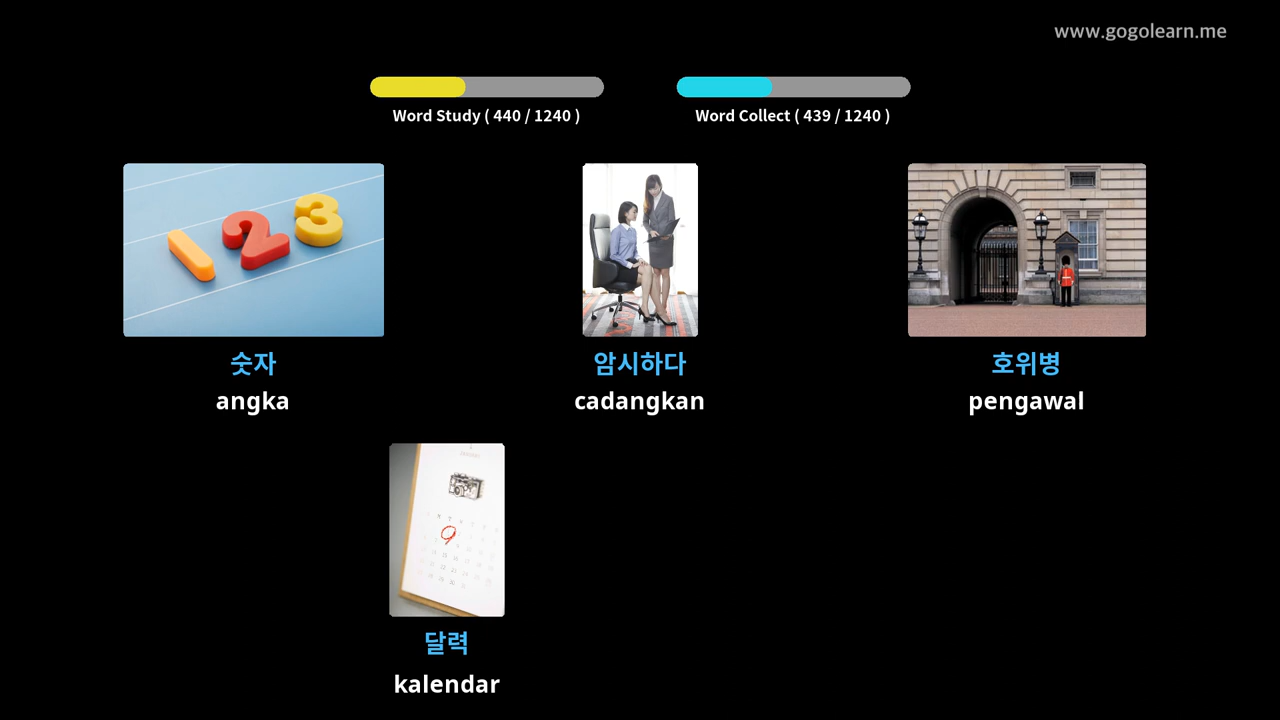 www.gogolearn.me
Word Study ( 440 / 1240 )
Word Collect ( 439 / 1240 )
숫자
angka
암시하다
cadangkan
호위병
pengawal
달력
kalendar